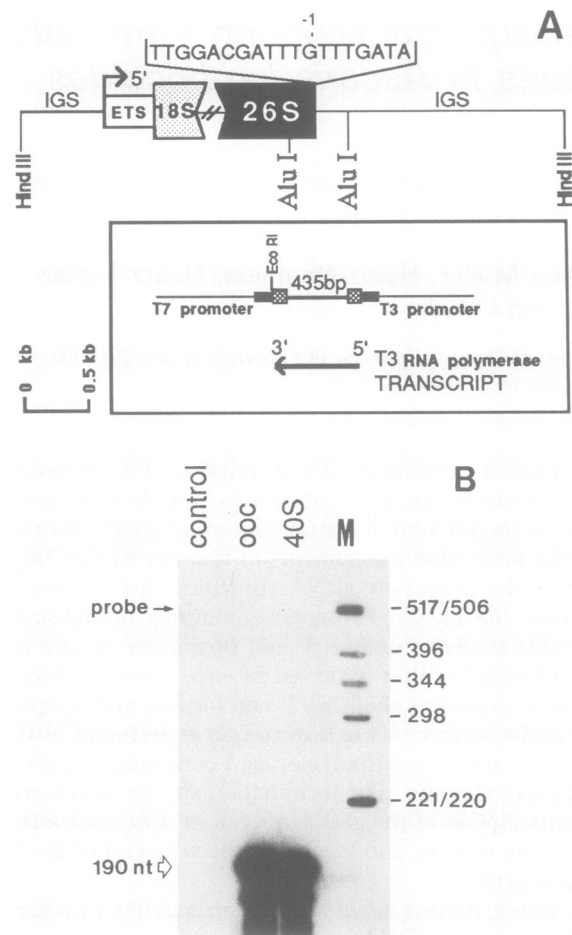 A
-1
TTGGACGATTTGTTTGATA
5'
IGS
ETS
18S
26S
IGS
Hind III
Alu I
Alu I
Hind III
Eco RI
435bp
T7 promoter
T3 promoter
3'
5'
T3 RNA polymerase
TRANSCRIPT
0 kb
0.5 kb
B
control
ooc
40S
M
probe
517/506
396
344
298
221/220
190 nt